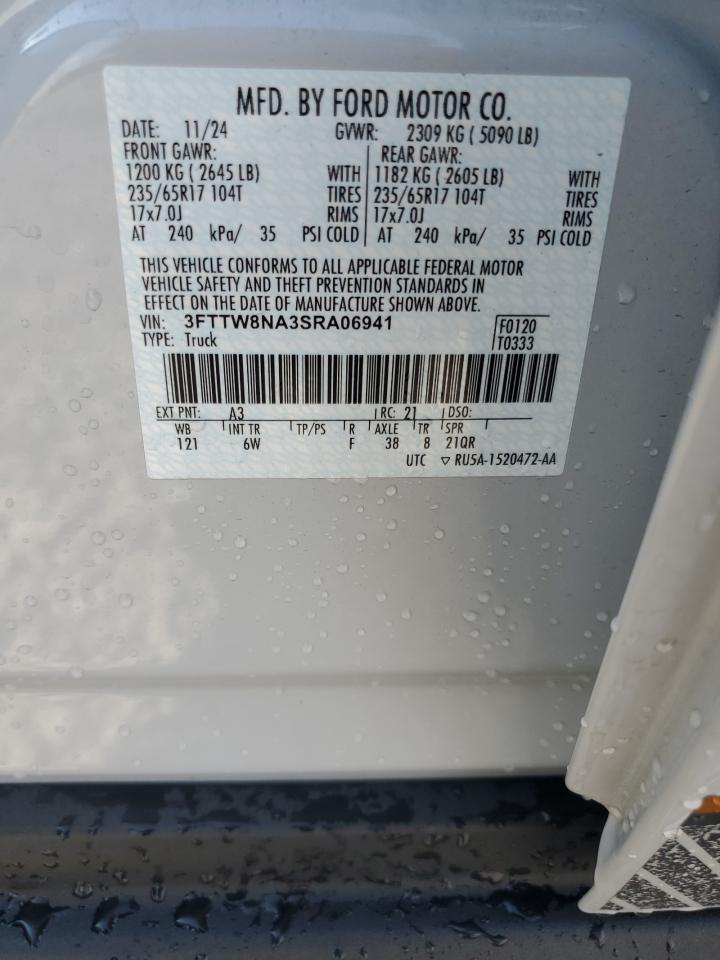 MFD. BY FORD MOTOR CO.
DATE: 11/24 GVWR: 2309 KG ( 5090 LB)
FRONT GAWR: REAR GAWR:
1200 KG ( 2645 LB) WITH 1182 KG ( 2605 LB) WITH
235/65R17 104T TIRES 235/65R17 104T TIRES
17x7.0J RIMS 17x7.0J RIMS
AT 240 kPa/ 35 PSI COLD AT 240 kPa/ 35 PSI COLD
THIS VEHICLE CONFORMS TO ALL APPLICABLE FEDERAL MOTOR
VEHICLE SAFETY AND THEFT PREVENTION STANDARDS IN
EFFECT ON THE DATE OF MANUFACTURE SHOWN ABOVE.
VIN: 3FTTW8NA3SRA06941 F0120
TYPE: Truck T0333
EXT PNT: A3 RC: 21 DSO:
WB INT TR TP/PS R AXLE TR SPR
121 6W F 38 8 21QR
UTC ▽ RU5A-1520472-AA